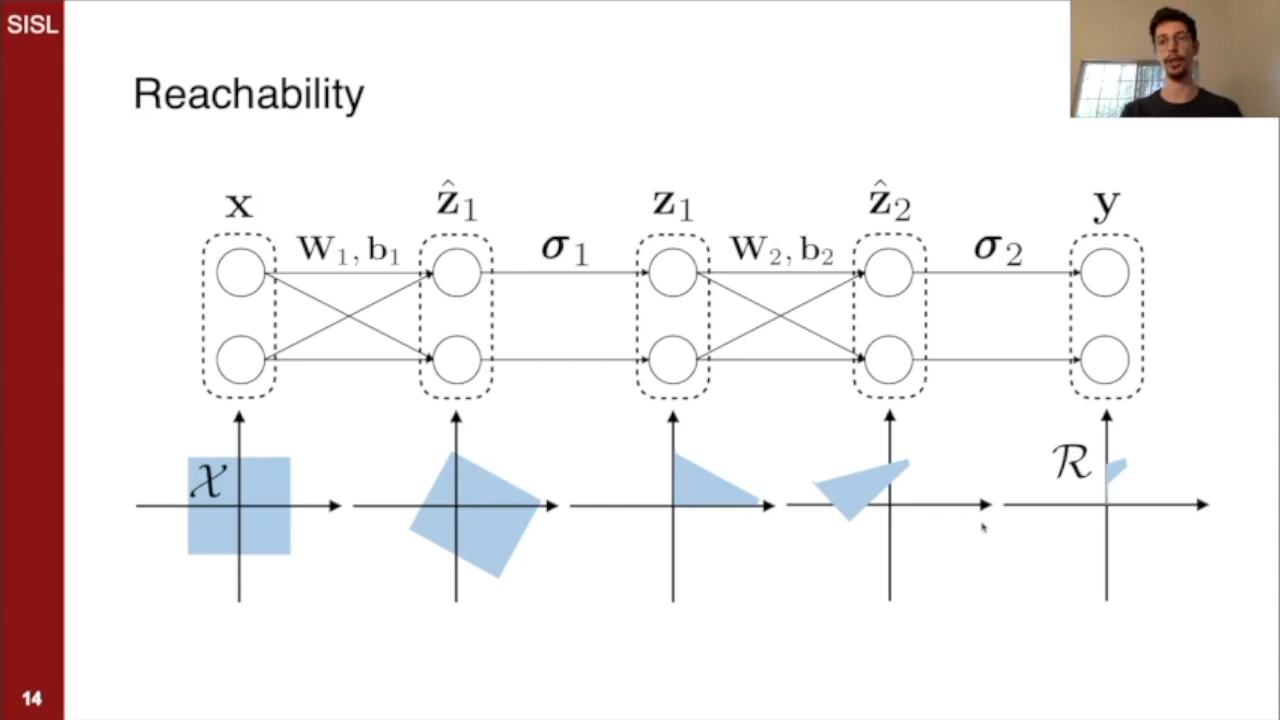 SISL
Reachability
x ẑ₁ z₁ ẑ₂ y
W₁, b₁ σ₁ W₂, b₂ σ₂
𝒳 ℛ
14